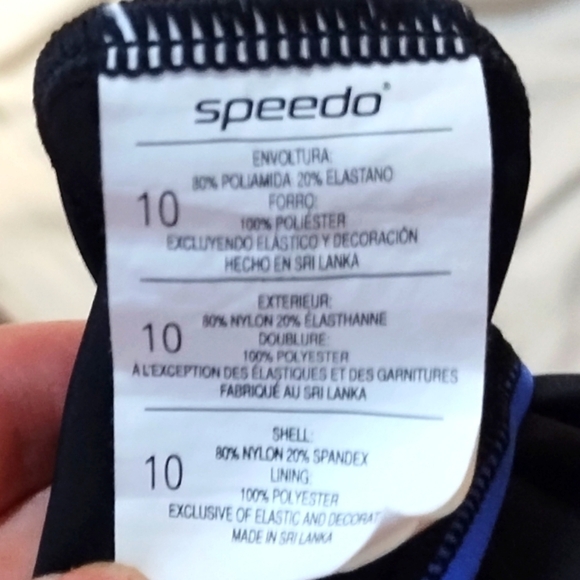 speedo®
ENVOLTURA:
80% POLIAMIDA 20% ELASTANO
10
FORRO:
100% POLIÉSTER
EXCLUYENDO ELÁSTICO Y DECORACIÓN
HECHO EN SRI LANKA
EXTERIEUR:
80% NYLON 20% ÉLASTHANNE
10
DOUBLURE:
100% POLYESTER
À L'EXCEPTION DES ÉLASTIQUES ET DES GARNITURES
FABRIQUÉ AU SRI LANKA
SHELL:
80% NYLON 20% SPANDEX
10
LINING:
100% POLYESTER
EXCLUSIVE OF ELASTIC AND DECORAT
MADE IN SRI LANKA